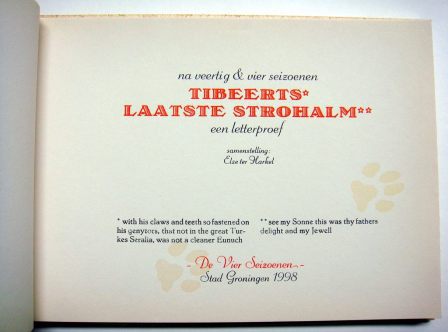 na veertig & vier seizoenen
TIBEERTS*
LAATSTE STROHALM**
een letterproef
samenstelling:
Elze ter Harkel
* with his claws and teeth so fastened on
his genytors, that not in the great Tur-
kes Seralia, was not a cleaner Eunuch
** see my Sonne this was thy fathers
delight and my Jewell
- De Vier Seizoenen -
Stad Groningen 1998